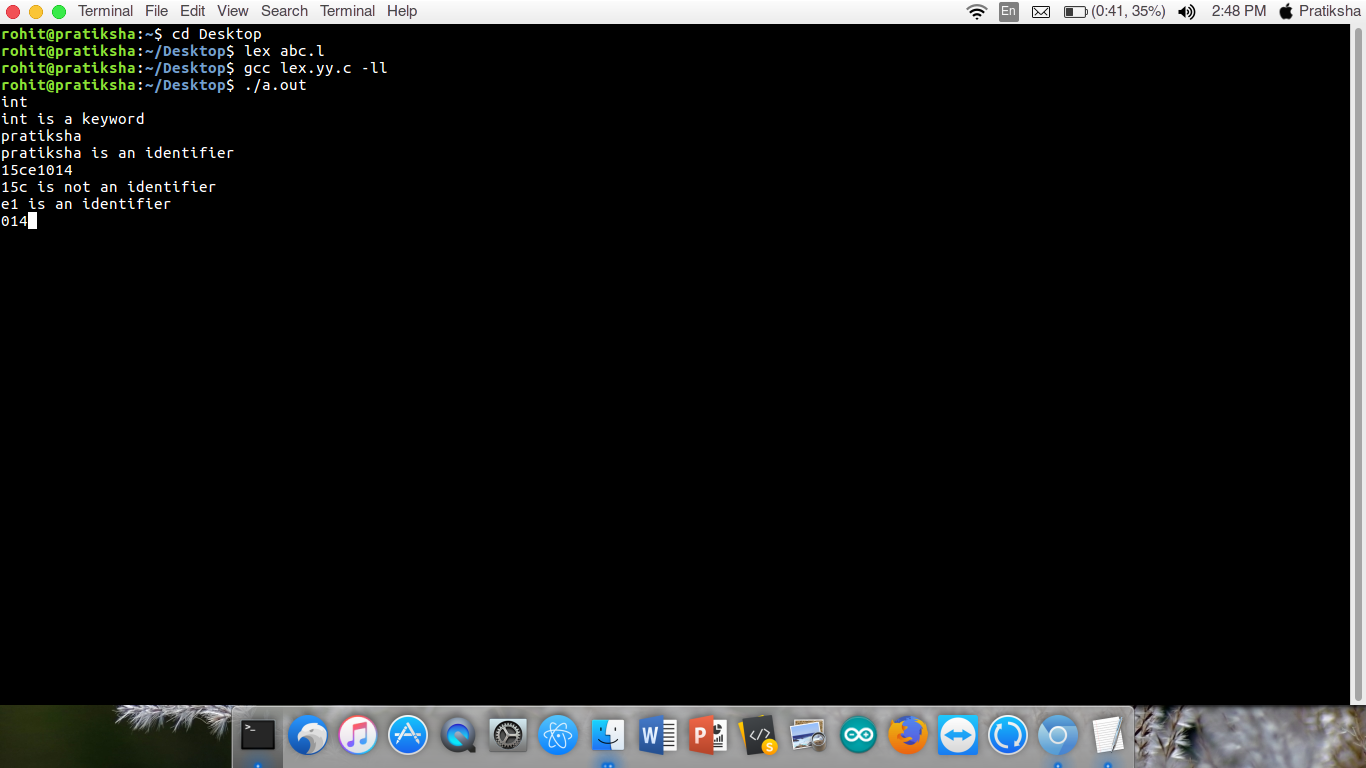 Terminal File Edit View Search Terminal Help En (0:41, 35%) 2:48 PM Pratiksha
rohit@pratiksha:~$ cd Desktop
rohit@pratiksha:~/Desktop$ lex abc.l
rohit@pratiksha:~/Desktop$ gcc lex.yy.c -ll
rohit@pratiksha:~/Desktop$ ./a.out
int
int is a keyword
pratiksha
pratiksha is an identifier
15ce1014
15c is not an identifier
e1 is an identifier
014
>_ W P </> S